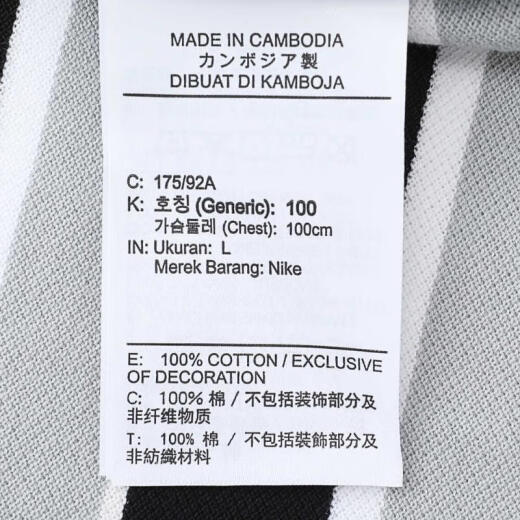 MADE IN CAMBODIA
カンボジア製
DIBUAT DI KAMBOJA
C: 175/92A
K: 호칭 (Generic): 100
가슴둘레 (Chest): 100cm
IN: Ukuran: L
Merek Barang: Nike
E: 100% COTTON / EXCLUSIVE
OF DECORATION
C: 100% 棉 / 不包括装饰部分及
非纤维物质
T: 100% 棉 / 不包括裝飾部分及
非紡織材料